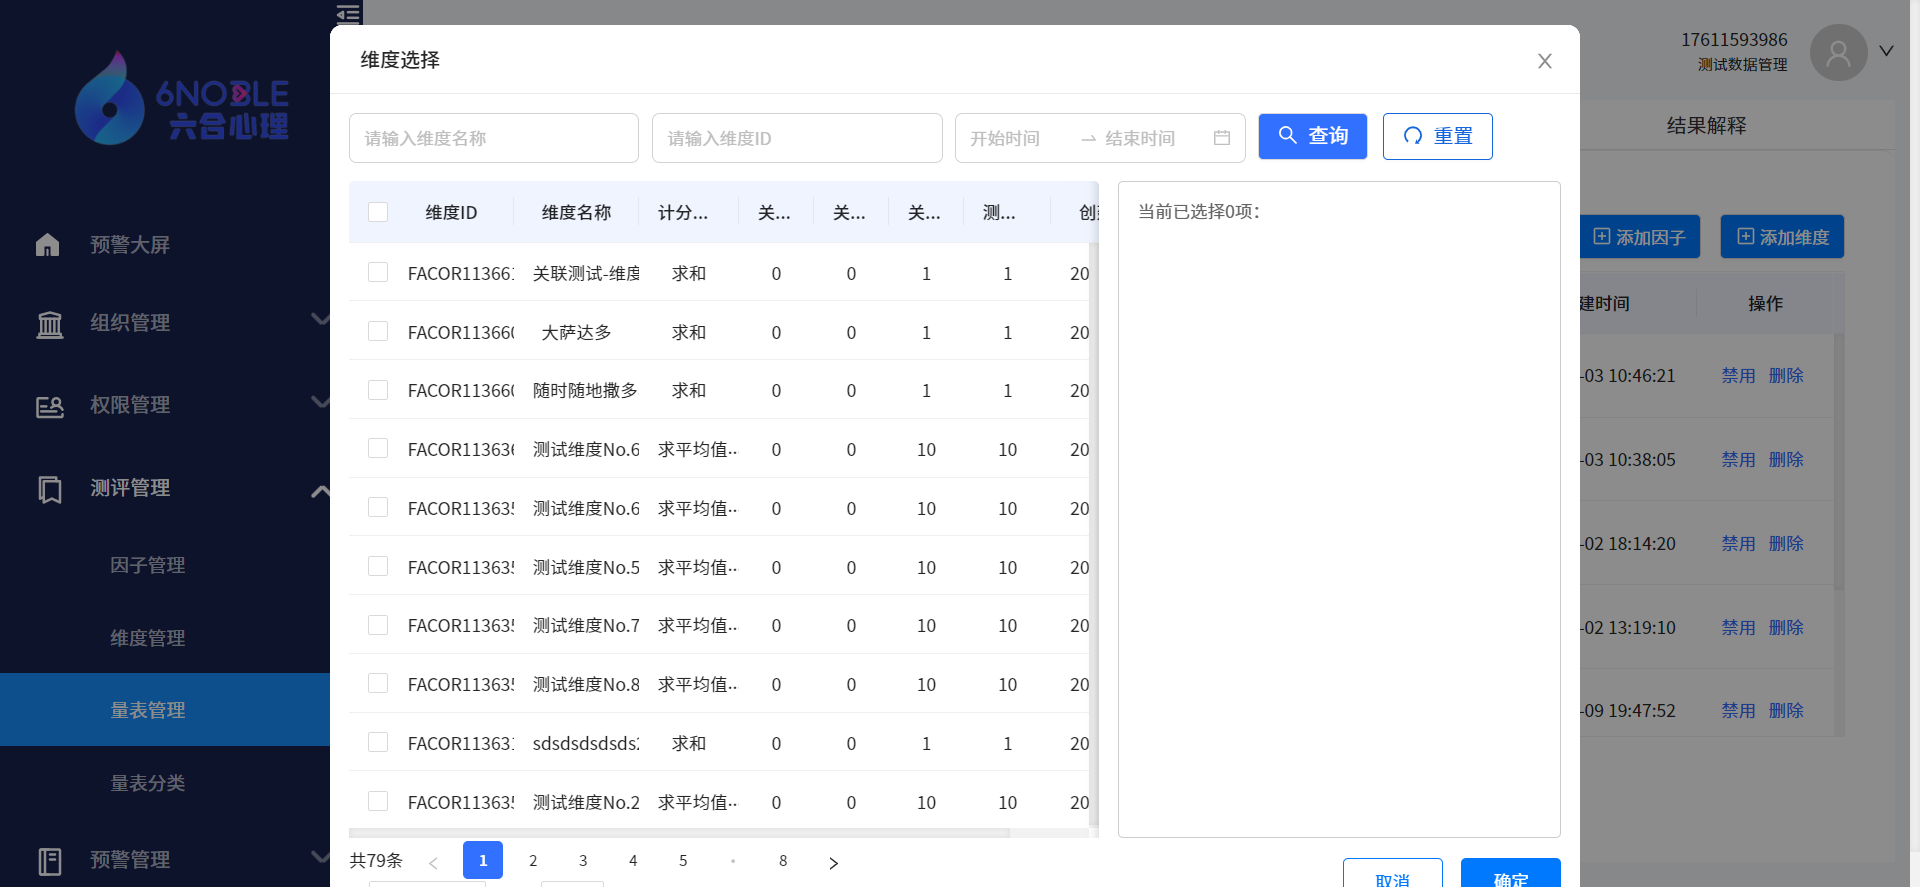 6NOBLE
六合心理
预警大屏
组织管理
权限管理
测评管理
因子管理
维度管理
量表管理
量表分类
预警管理
17611593986
测试数据管理
结果解释
添加因子
添加维度
建时间
操作
-03 10:46:21
禁用 删除
-03 10:38:05
禁用 删除
-02 18:14:20
禁用 删除
-02 13:19:10
禁用 删除
-09 19:47:52
禁用 删除
维度选择
请输入维度名称
请输入维度ID
开始时间
结束时间
查询
重置
维度ID 维度名称 计分... 关... 关... 关... 测... 创
FACOR113661 关联测试-维度 求和 0 0 1 1 20
FACOR113660 大萨达多 求和 0 0 1 1 20
FACOR113660 随时随地撒多 求和 0 0 1 1 20
FACOR113636 测试维度No.6 求平均值... 0 0 10 10 20
FACOR113635 测试维度No.6 求平均值... 0 0 10 10 20
FACOR113635 测试维度No.5 求平均值... 0 0 10 10 20
FACOR113635 测试维度No.7 求平均值... 0 0 10 10 20
FACOR113635 测试维度No.8 求平均值... 0 0 10 10 20
FACOR113631 sdsdsdsdsds2 求和 0 0 1 1 20
FACOR113635 测试维度No.2 求平均值... 0 0 10 10 20
共79条 < 1 2 3 4 5 • 8 >
当前已选择0项:
取消
确定